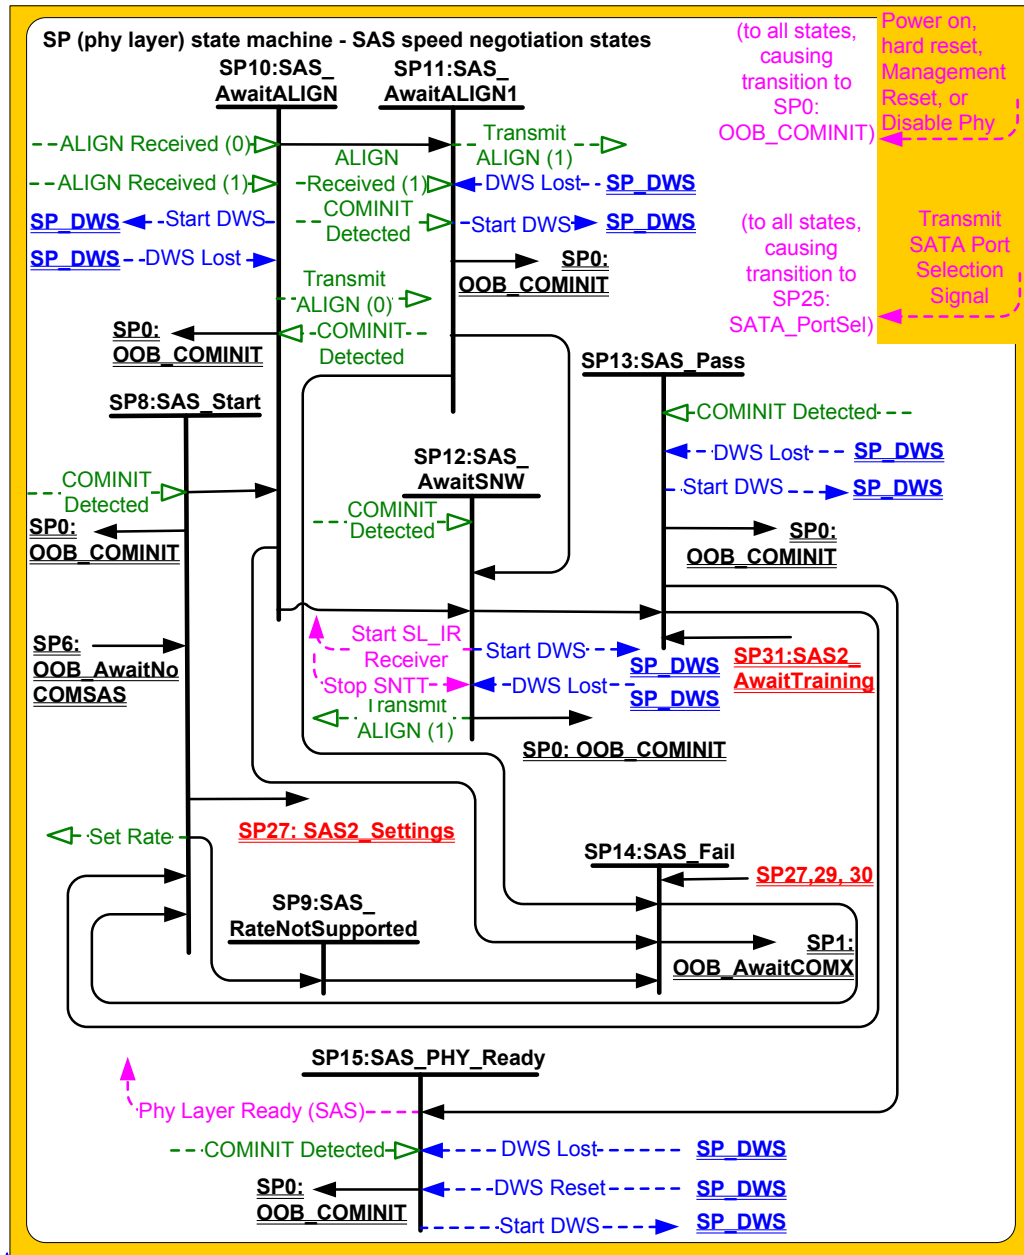 SP (phy layer) state machine - SAS speed negotiation states
SP10:SAS_
AwaitALIGN
SP11:SAS_
AwaitALIGN1
(to all states,
causing
transition to
SP0:
OOB_COMINIT)
Power on,
hard reset,
Management
Reset, or
Disable Phy
ALIGN Received (0)
ALIGN Received (1)
SP_DWS
Start DWS
SP_DWS
DWS Lost
Transmit
ALIGN (0)
COMINIT
Detected
SP0:
OOB_COMINIT
ALIGN
Received (1)
COMINIT
Detected
Transmit
ALIGN (1)
DWS Lost
SP_DWS
Start DWS
SP_DWS
SP0:
OOB_COMINIT
(to all states,
causing
transition to
SP25:
SATA_PortSel)
Transmit
SATA Port
Selection
Signal
SP8:SAS_Start
COMINIT
Detected
SP0:
OOB_COMINIT
SP6:
OOB_AwaitNo
COMSAS
SP27: SAS2_Settings
Set Rate
SP12:SAS_
AwaitSNW
COMINIT
Detected
Start SL_IR
Receiver
Stop SNTT
Transmit
ALIGN (1)
Start DWS
SP_DWS
DWS Lost
SP_DWS
SP0: OOB_COMINIT
SP13:SAS_Pass
COMINIT Detected
DWS Lost
SP_DWS
Start DWS
SP_DWS
SP0:
OOB_COMINIT
SP31:SAS2_
AwaitTraining
SP9:SAS_
RateNotSupported
SP14:SAS_Fail
SP27,29, 30
SP1:
OOB_AwaitCOMX
SP15:SAS_PHY_Ready
Phy Layer Ready (SAS)
COMINIT Detected
SP0:
OOB_COMINIT
DWS Lost
SP_DWS
DWS Reset
SP_DWS
Start DWS
SP_DWS